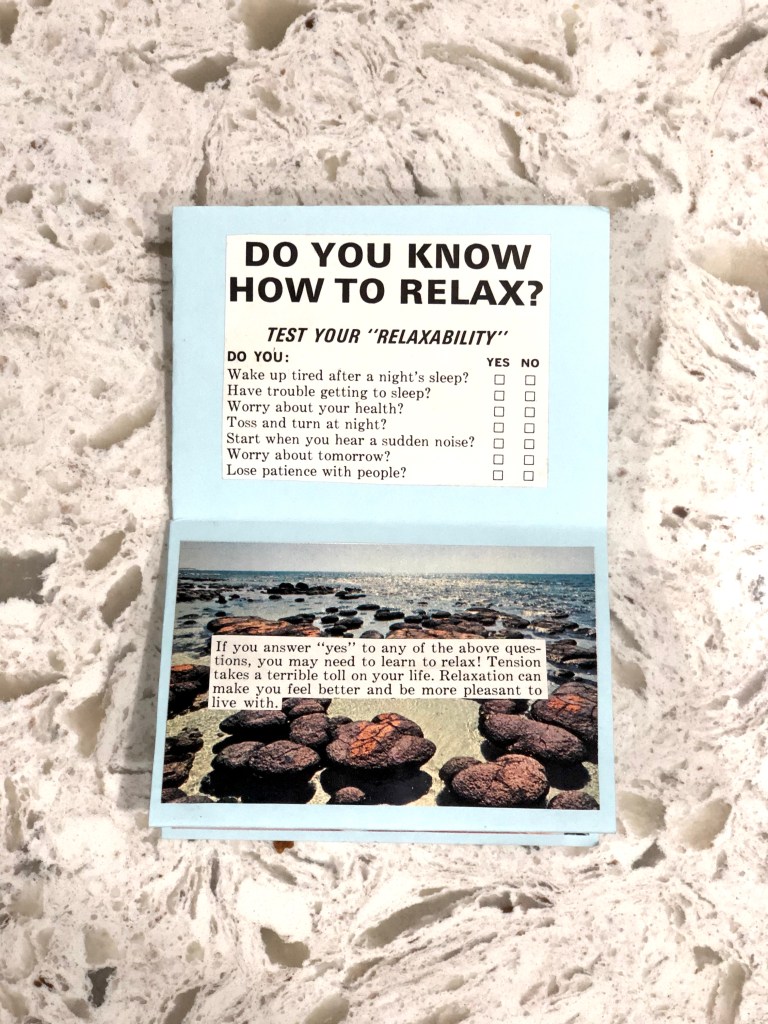 DO YOU KNOW
HOW TO RELAX?
TEST YOUR "RELAXABILITY"
DO YOU: YES NO
Wake up tired after a night's sleep? □ □
Have trouble getting to sleep? □ □
Worry about your health? □ □
Toss and turn at night? □ □
Start when you hear a sudden noise? □ □
Worry about tomorrow? □ □
Lose patience with people? □ □
If you answer "yes" to any of the above ques-
tions, you may need to learn to relax! Tension
takes a terrible toll on your life. Relaxation can
make you feel better and be more pleasant to
live with.